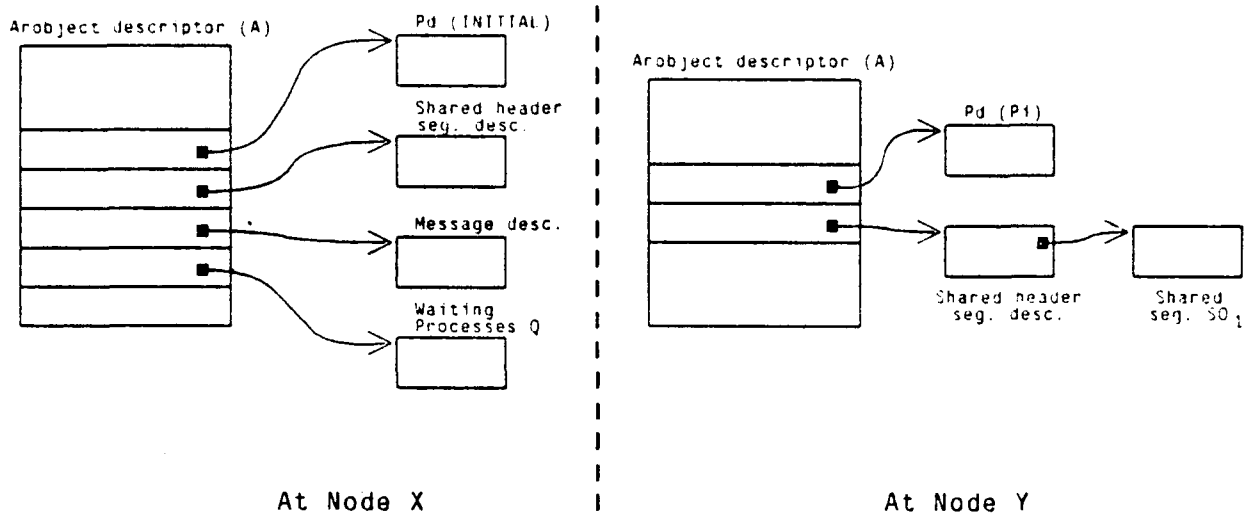 Arobject descriptor (A)
Pd (INITIAL)
Shared header
seg. desc.
Message desc.
Waiting
Processes Q
At Node X
Arobject descriptor (A)
Pd (Pi)
Shared header
seg. desc.
Shared
seg. SO1
At Node Y